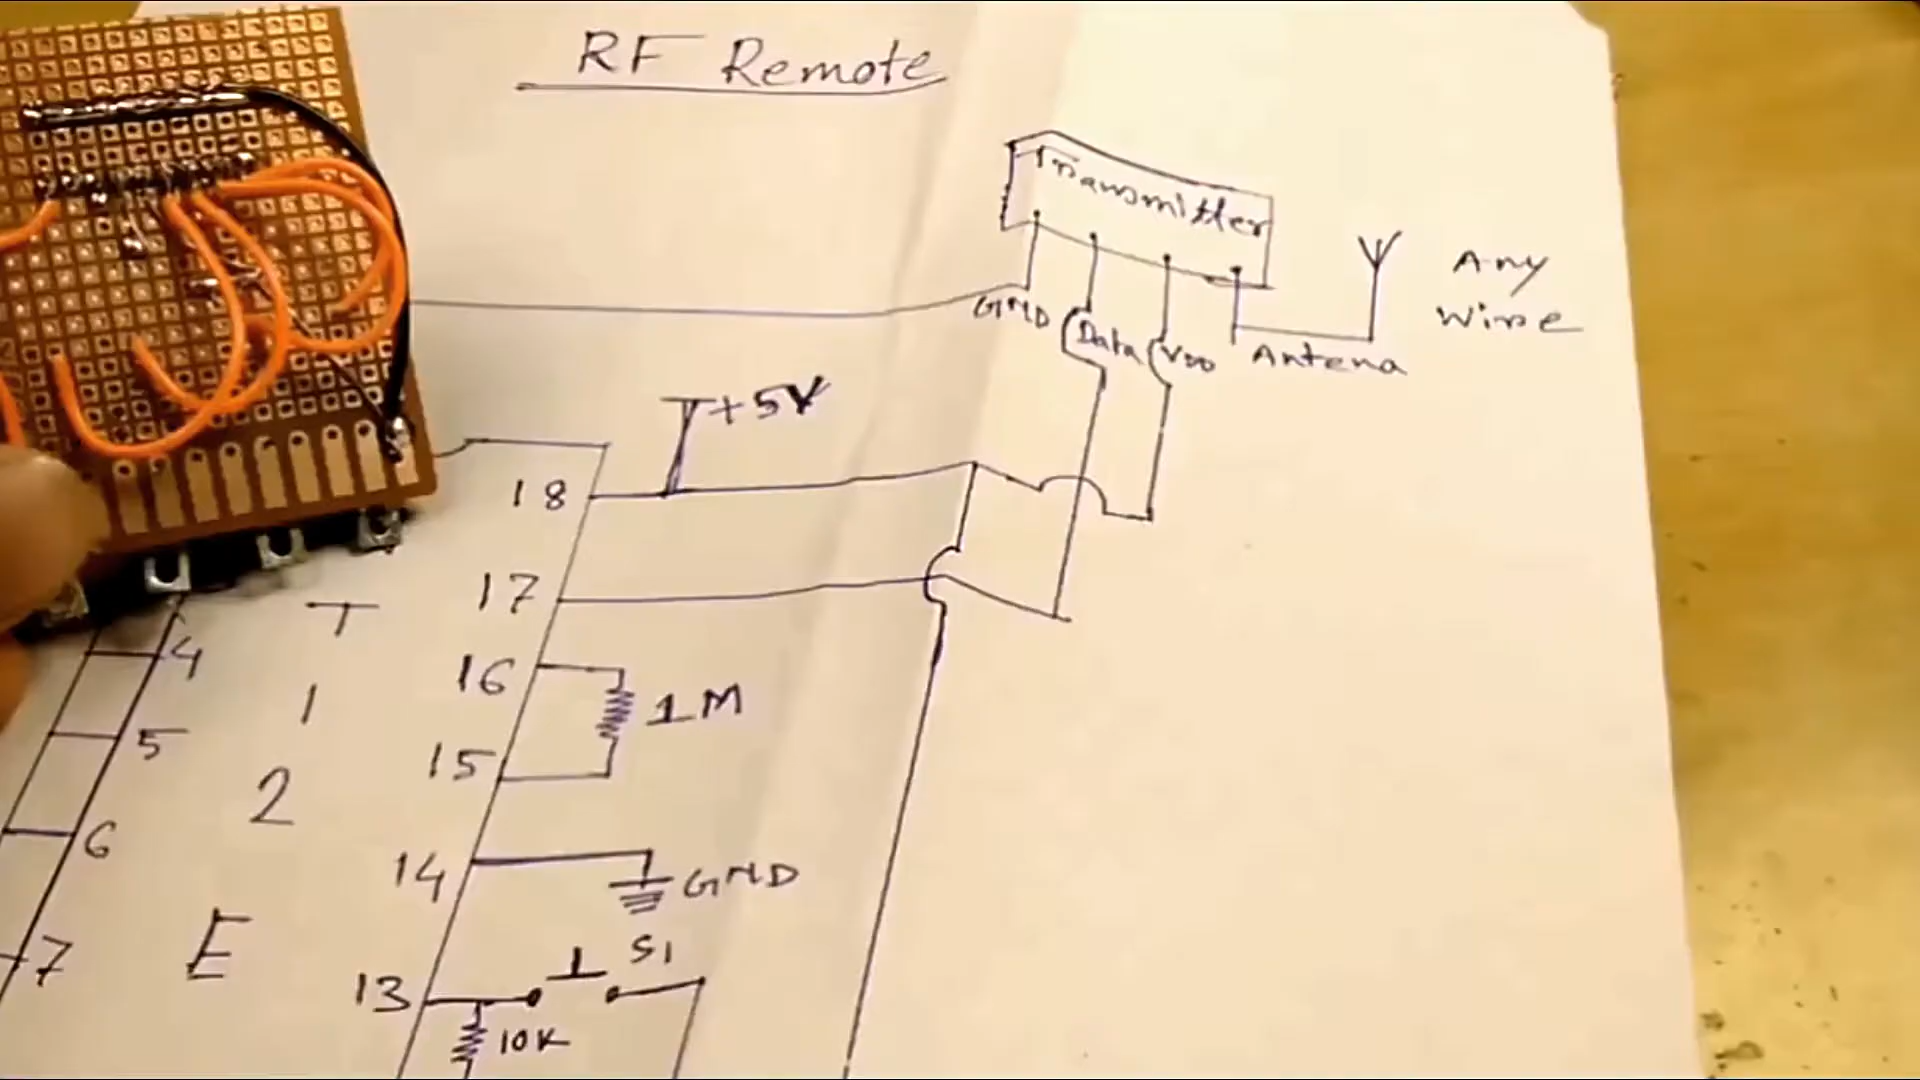 RF Remote
Transmitter
Any
Wire
GND
Data
VDD
Antena
+5V
18
17
T
16
1M
4
1
15
5
2
6
14
GND
E
S1
7
13
10K